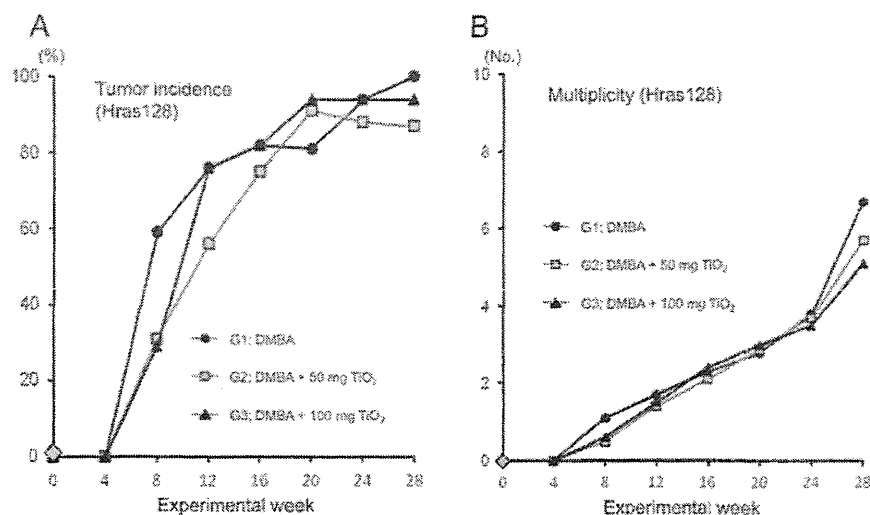 A
(%)
100
80
60
40
20
0
Tumor incidence
(Hras128)
G1; DMBA
G2; DMBA + 50 mg TiO2
G3; DMBA + 100 mg TiO2
0 4 8 12 16 20 24 28
Experimental week
B
(No.)
10
8
6
4
2
0
Multiplicity (Hras128)
G1; DMBA
G2; DMBA + 50 mg TiO2
G3; DMBA + 100 mg TiO2
0 4 8 12 16 20 24 28
Experimental week